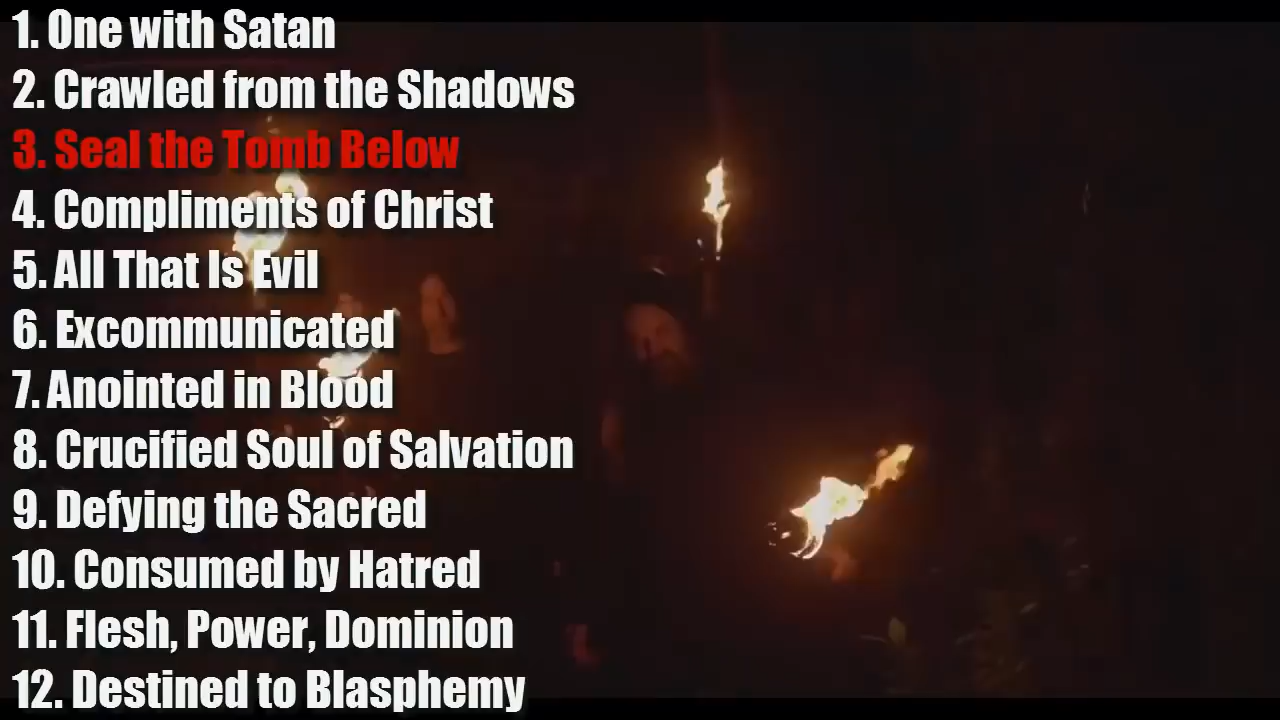 1. One with Satan
2. Crawled from the Shadows
3. Seal the Tomb Below
4. Compliments of Christ
5. All That Is Evil
6. Excommunicated
7. Anointed in Blood
8. Crucified Soul of Salvation
9. Defying the Sacred
10. Consumed by Hatred
11. Flesh, Power, Dominion
12. Destined to Blasphemy